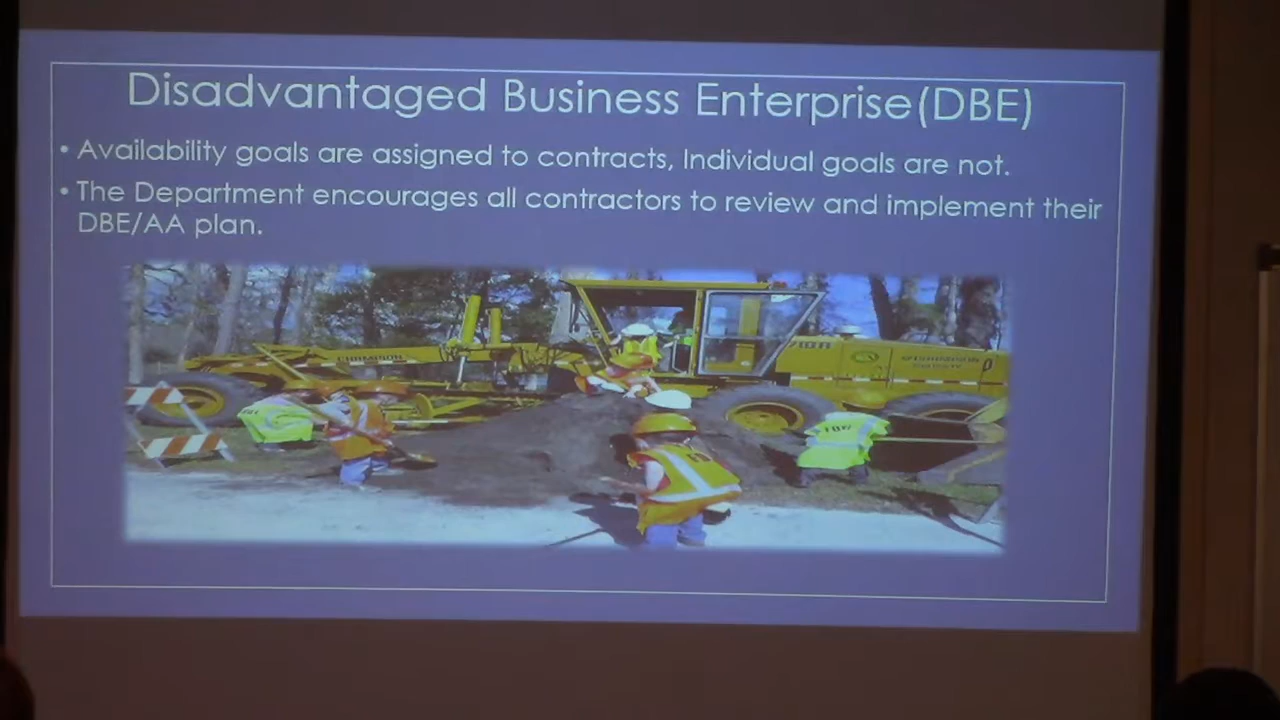 Disadvantaged Business Enterprise(DBE)
• Availability goals are assigned to contracts, Individual goals are not.
• The Department encourages all contractors to review and implement their
DBE/AA plan.